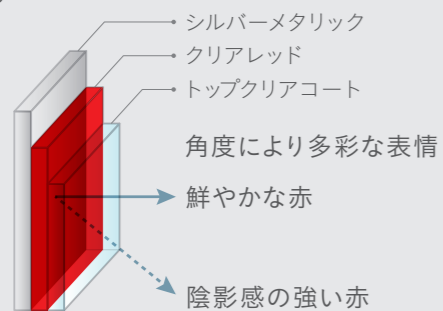 シルバーメタリック
クリアレッド
トップクリアコート
角度により多彩な表情
鮮やかな赤
陰影感の強い赤